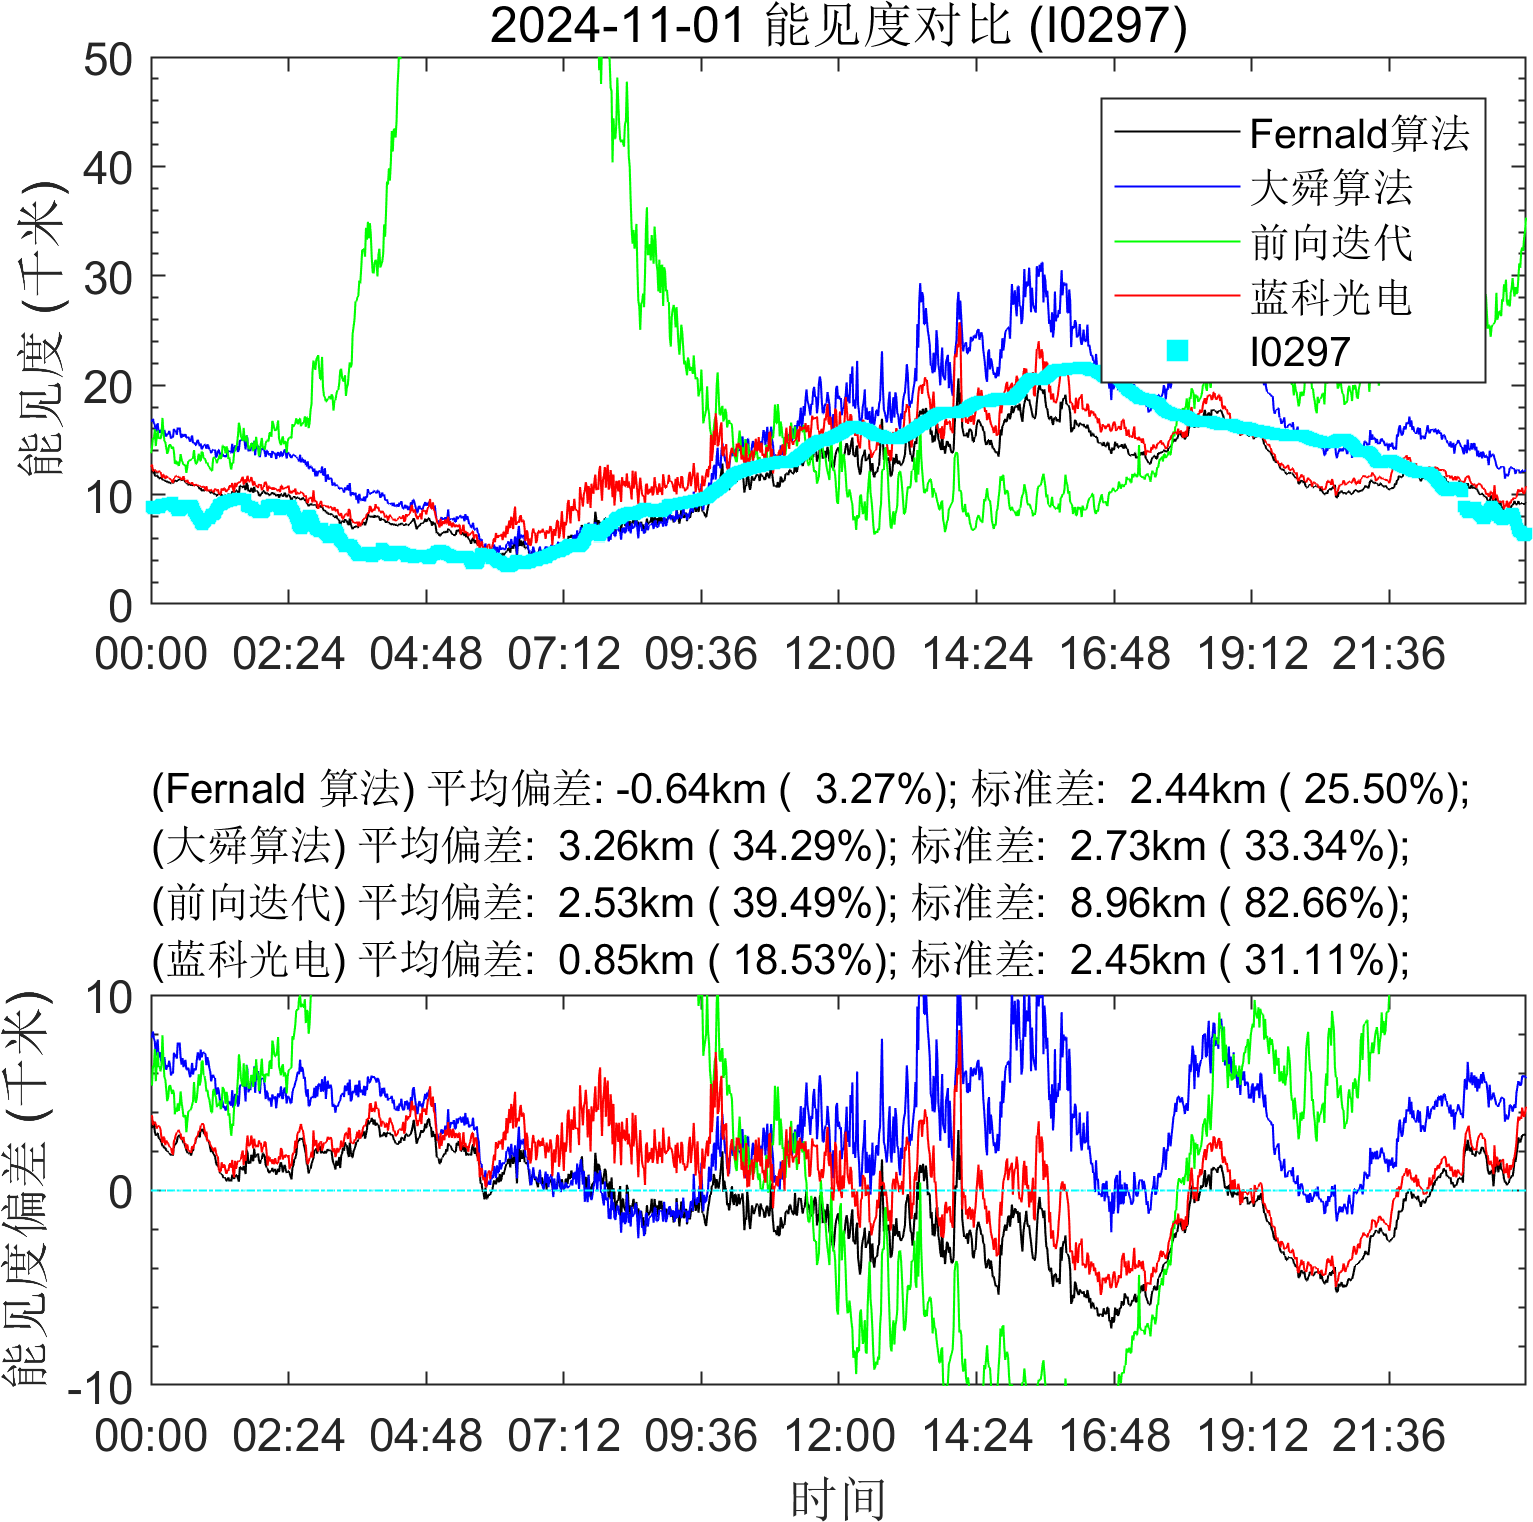 2024-11-01 能见度对比 (I0297)
50
40
30
20
10
0
能见度 (千米)
Fernald算法
大舜算法
前向迭代
蓝科光电
I0297
00:00 02:24 04:48 07:12 09:36 12:00 14:24 16:48 19:12 21:36
(Fernald 算法) 平均偏差: -0.64km (  3.27%); 标准差:  2.44km ( 25.50%);
(大舜算法) 平均偏差:  3.26km ( 34.29%); 标准差:  2.73km ( 33.34%);
(前向迭代) 平均偏差:  2.53km ( 39.49%); 标准差:  8.96km ( 82.66%);
(蓝科光电) 平均偏差:  0.85km ( 18.53%); 标准差:  2.45km ( 31.11%);
10
0
-10
能见度偏差 (千米)
00:00 02:24 04:48 07:12 09:36 12:00 14:24 16:48 19:12 21:36
时间